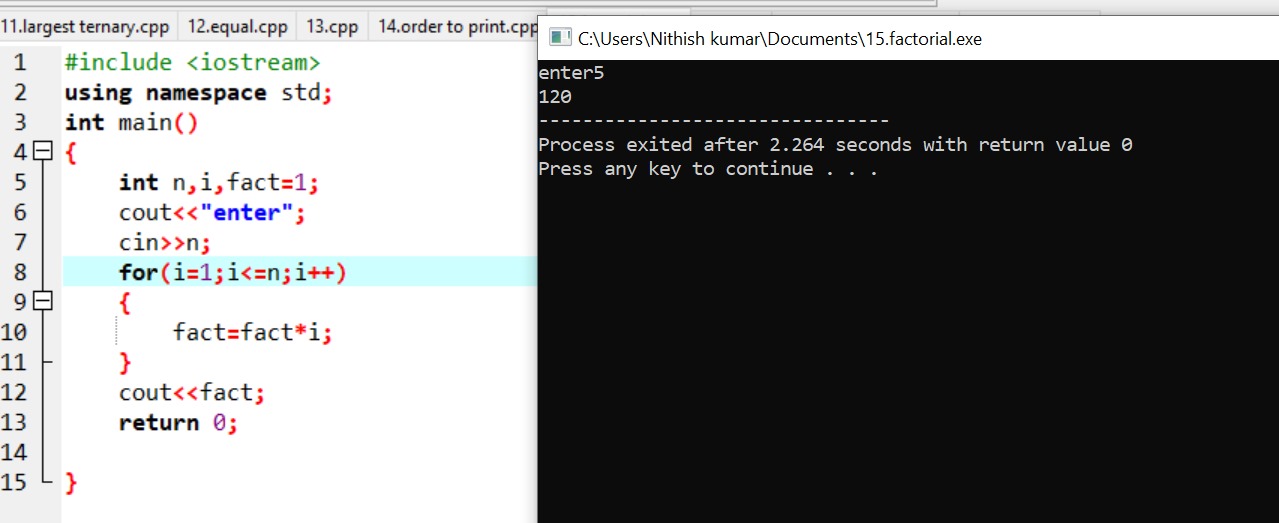 11.largest ternary.cpp 12.equal.cpp 13.cpp 14.order to print.cpp
1 #include <iostream>
2 using namespace std;
3 int main()
4 {
5 int n,i,fact=1;
6 cout<<"enter";
7 cin>>n;
8 for(i=1;i<=n;i++)
9 {
10 fact=fact*i;
11 }
12 cout<<fact;
13 return 0;
14
15 }
C:\Users\Nithish kumar\Documents\15.factorial.exe
enter5
120
--------------------------------
Process exited after 2.264 seconds with return value 0
Press any key to continue . . .